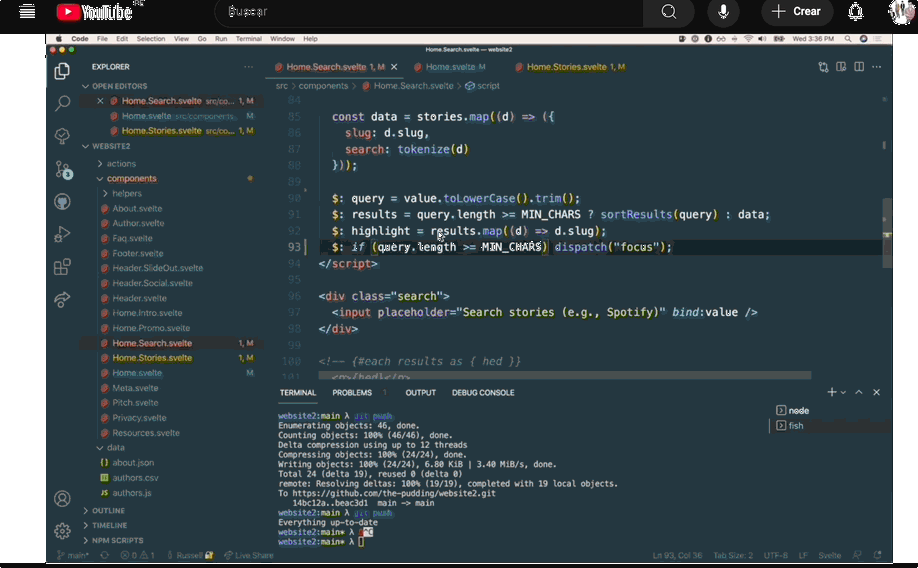 YouTube
Buscar
Crear
Code File Edit Selection View Go Run Terminal Window Help
Wed 3:36 PM
Home.Search.svelte — website2
EXPLORER
Home.Search.svelte 1, M
Home.svelte M
Home.Stories.svelte 1, M
OPEN EDITORS
src > components > Home.Search.svelte > script
Home.Search.svelte src/co... 1, M
Home.svelte src/components M
Home.Stories.svelte src/co... 1, M
WEBSITE2
actions
components
helpers
About.svelte
Author.svelte
Faq.svelte
Footer.svelte
Header.SlideOut.svelte
Header.Social.svelte
Header.svelte
Home.Intro.svelte
Home.Promo.svelte
Home.Search.svelte 1, M
Home.Stories.svelte 1, M
Home.svelte M
Meta.svelte
Pitch.svelte
Privacy.svelte
Resources.svelte
data
about.json
authors.csv
authors.js
OUTLINE
TIMELINE
NPM SCRIPTS
84
85 const data = stories.map((d) => ({
86 slug: d.slug,
87 search: tokenize(d)
88 }));
89
90 $: query = value.toLowerCase().trim();
91 $: results = query.length >= MIN_CHARS ? sortResults(query) : data;
92 $: highlight = results.map((d) => d.slug);
93 $: if (query.length >= MIN_CHARS) dispatch("focus");
94 </script>
95
96 <div class="search">
97 <input placeholder="Search stories (e.g., Spotify)" bind:value />
98 </div>
99
100 <!-- {#each results as { hed }}
101 <p>{hed}</p>
TERMINAL PROBLEMS 1 OUTPUT DEBUG CONSOLE
node
fish
website2:main λ git push
Enumerating objects: 46, done.
Counting objects: 100% (46/46), done.
Delta compression using up to 12 threads
Compressing objects: 100% (24/24), done.
Writing objects: 100% (24/24), 6.80 KiB | 3.40 MiB/s, done.
Total 24 (delta 19), reused 0 (delta 0)
remote: Resolving deltas: 100% (19/19), completed with 19 local objects.
To https://github.com/the-pudding/website2.git
14bc12a..beac3d1 main -> main
website2:main λ git push
Everything up-to-date
website2:main* λ ^C
website2:main* λ
main* 0 1 Russell Live Share
Ln 93, Col 36 Tab Size: 2 UTF-8 LF Svelte